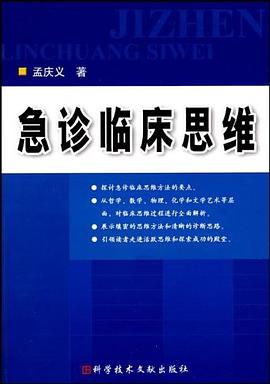 JIZHEN
LINCHUANG SIWEI
孟庆义 著
急诊临床思维
探讨急诊临床思维方法的要点。
从哲学、数学、物理、化学和文学艺术等层
面，对临床思维过程进行全面解析。
展示缜密的思维方法和清晰的诊断思路。
引领读者走进活跃思维和探索成功的殿堂。
科学技术文献出版社